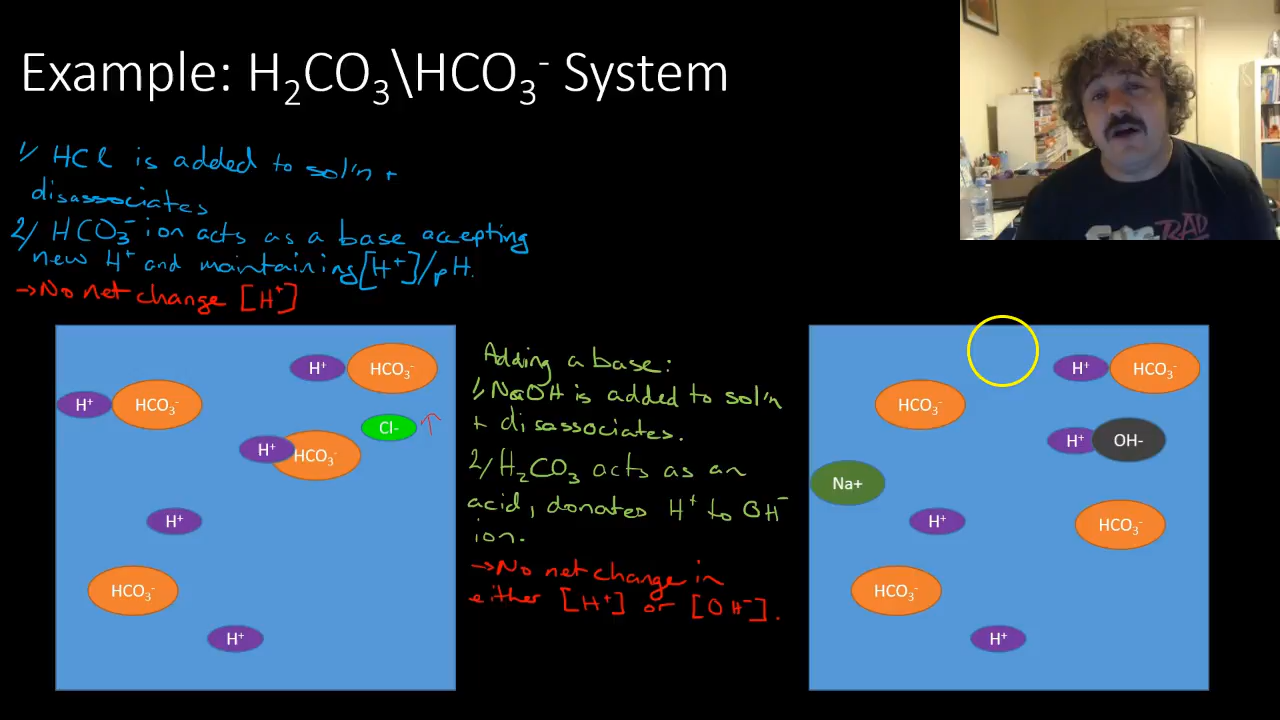 Example: H₂CO₃\HCO₃⁻ System
1/ HCl is added to sol'n +
disassociates
2/ HCO₃⁻ ion acts as a base accepting
new H⁺ and maintaining [H⁺]/pH.
→ No net change [H⁺]
H⁺ HCO₃⁻
H⁺ HCO₃⁻
Cl-
H⁺ HCO₃⁻
H⁺
HCO₃⁻
H⁺
Adding a base:
1/ NaOH is added to sol'n
+ disassociates.
2/ H₂CO₃ acts as an
acid, donates H⁺ to OH⁻
ion.
→ No net change in
either [H⁺] or [OH⁻].
H⁺ HCO₃⁻
HCO₃⁻
H⁺ OH-
Na+
H⁺
HCO₃⁻
HCO₃⁻
H⁺
RAD